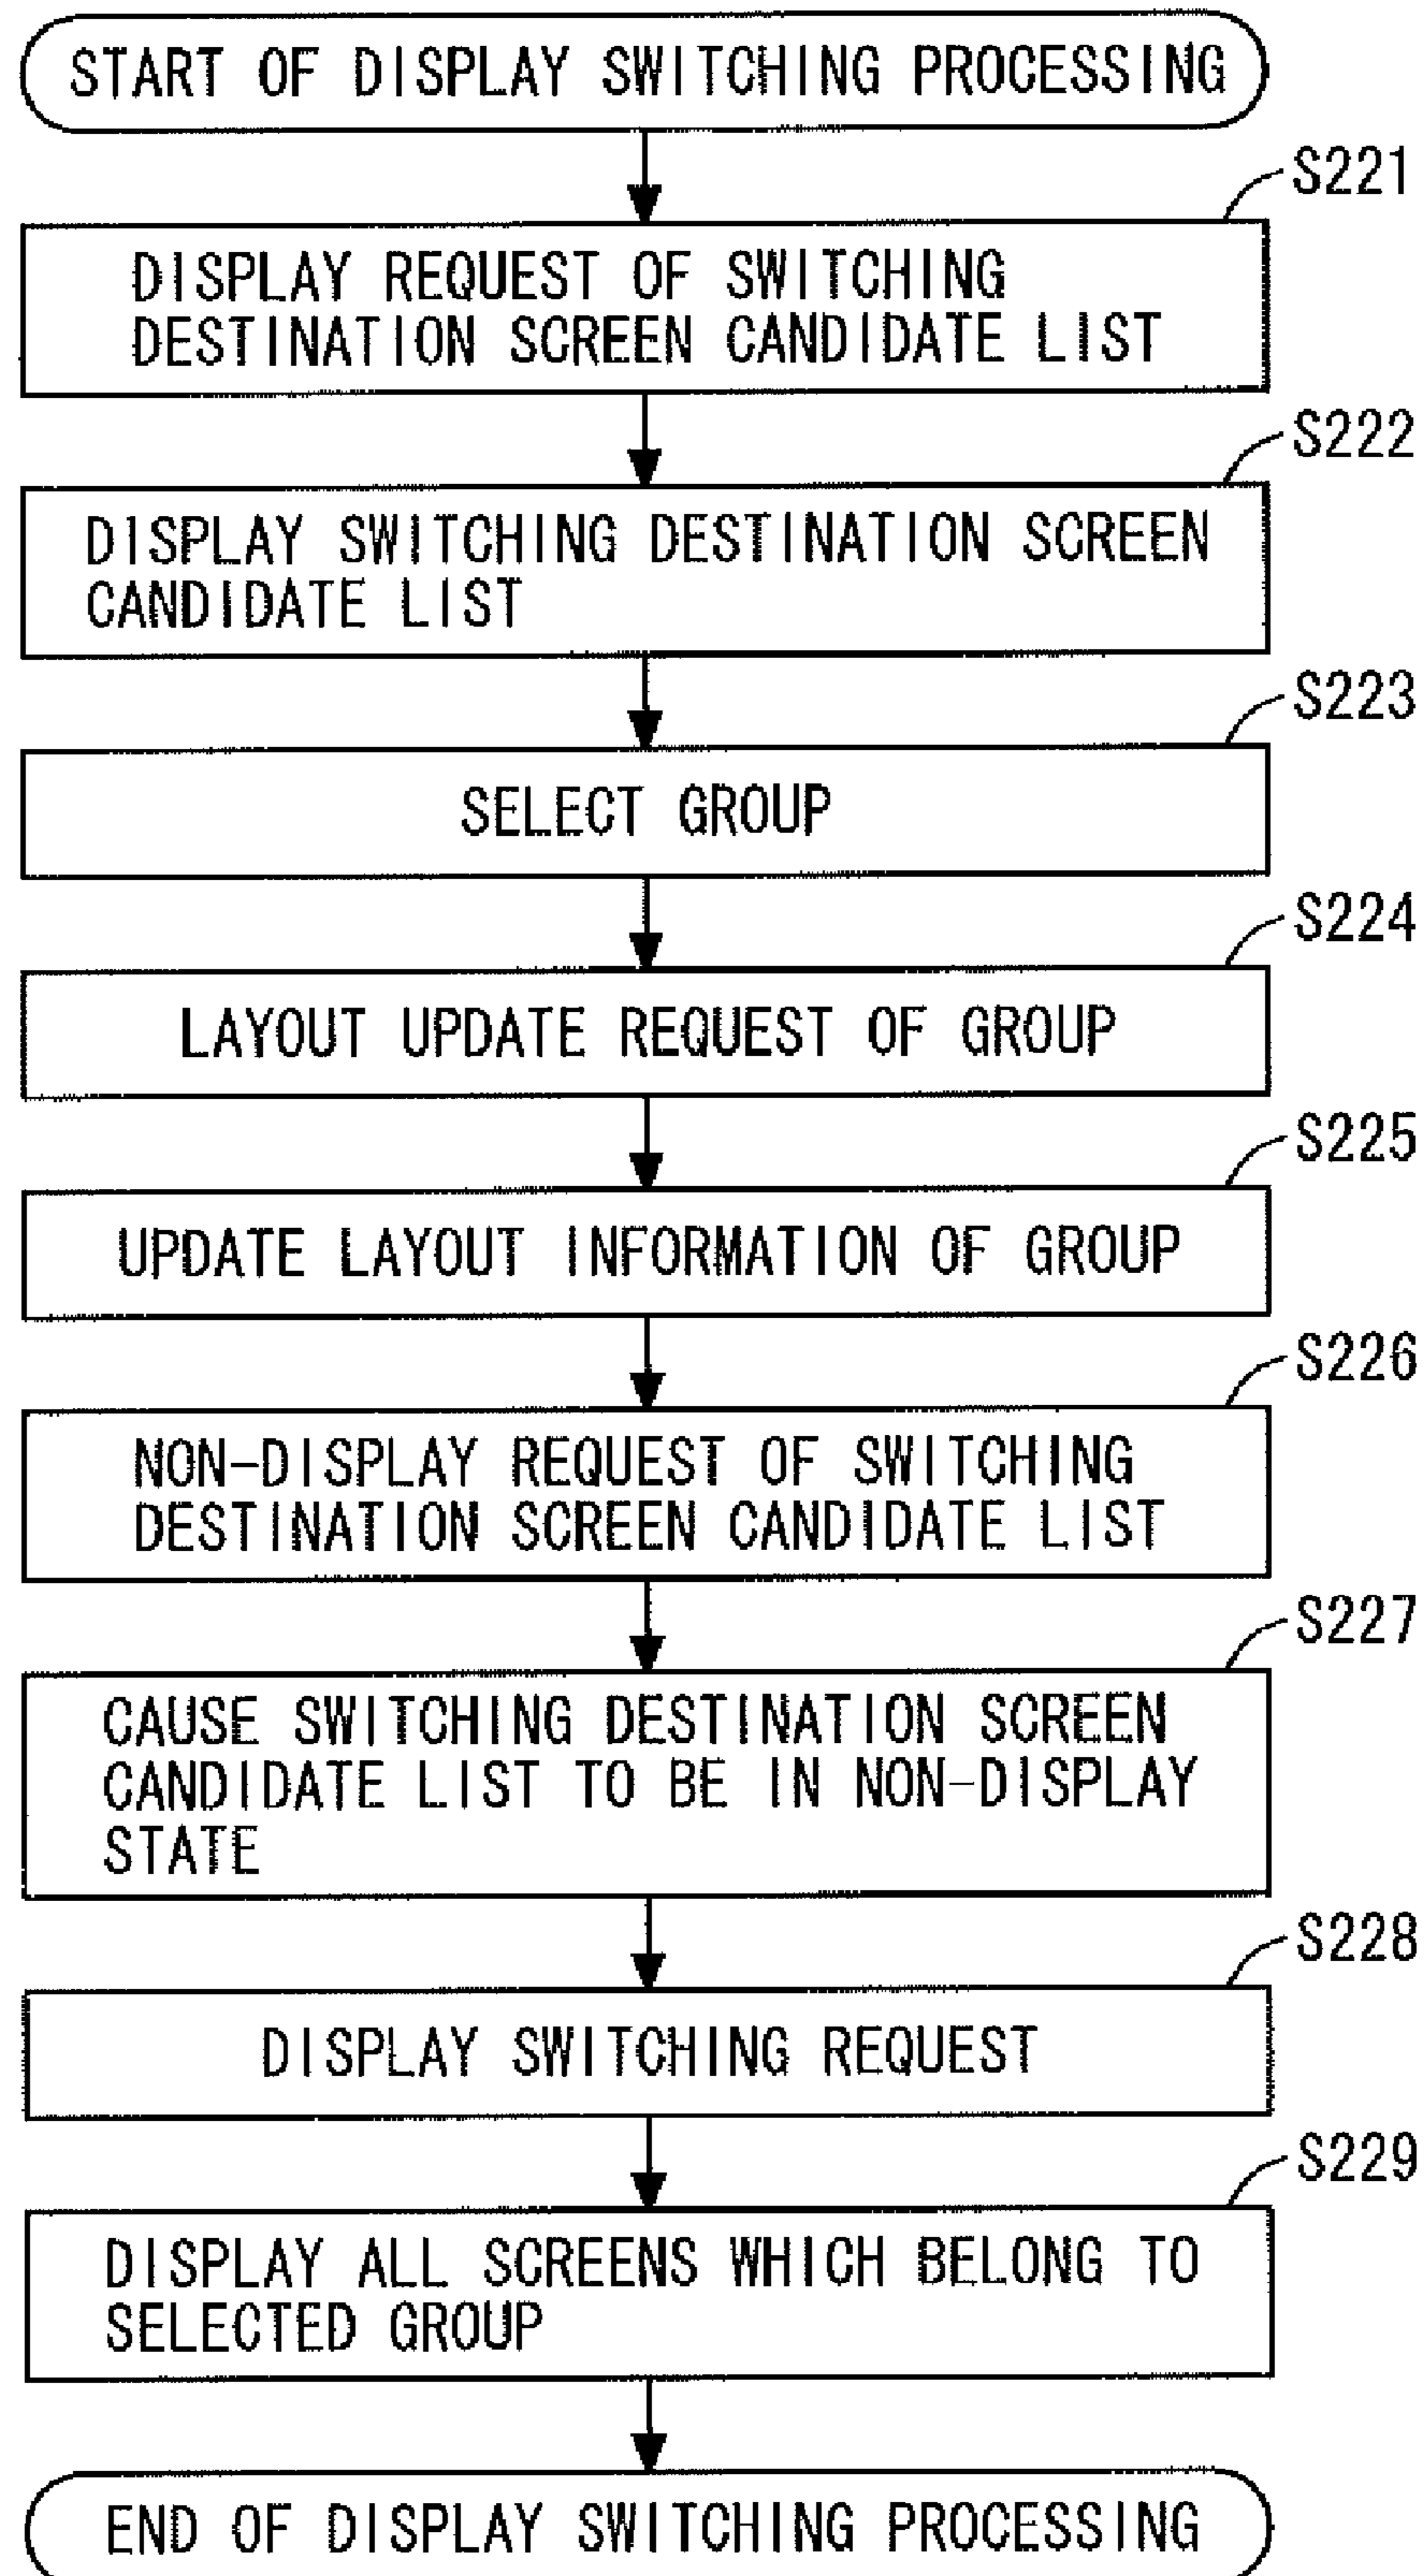 START OF DISPLAY SWITCHING PROCESSING
S221
DISPLAY REQUEST OF SWITCHING
DESTINATION SCREEN CANDIDATE LIST
S222
DISPLAY SWITCHING DESTINATION SCREEN
CANDIDATE LIST
S223
SELECT GROUP
S224
LAYOUT UPDATE REQUEST OF GROUP
S225
UPDATE LAYOUT INFORMATION OF GROUP
S226
NON-DISPLAY REQUEST OF SWITCHING
DESTINATION SCREEN CANDIDATE LIST
S227
CAUSE SWITCHING DESTINATION SCREEN
CANDIDATE LIST TO BE IN NON-DISPLAY
STATE
S228
DISPLAY SWITCHING REQUEST
S229
DISPLAY ALL SCREENS WHICH BELONG TO
SELECTED GROUP
END OF DISPLAY SWITCHING PROCESSING